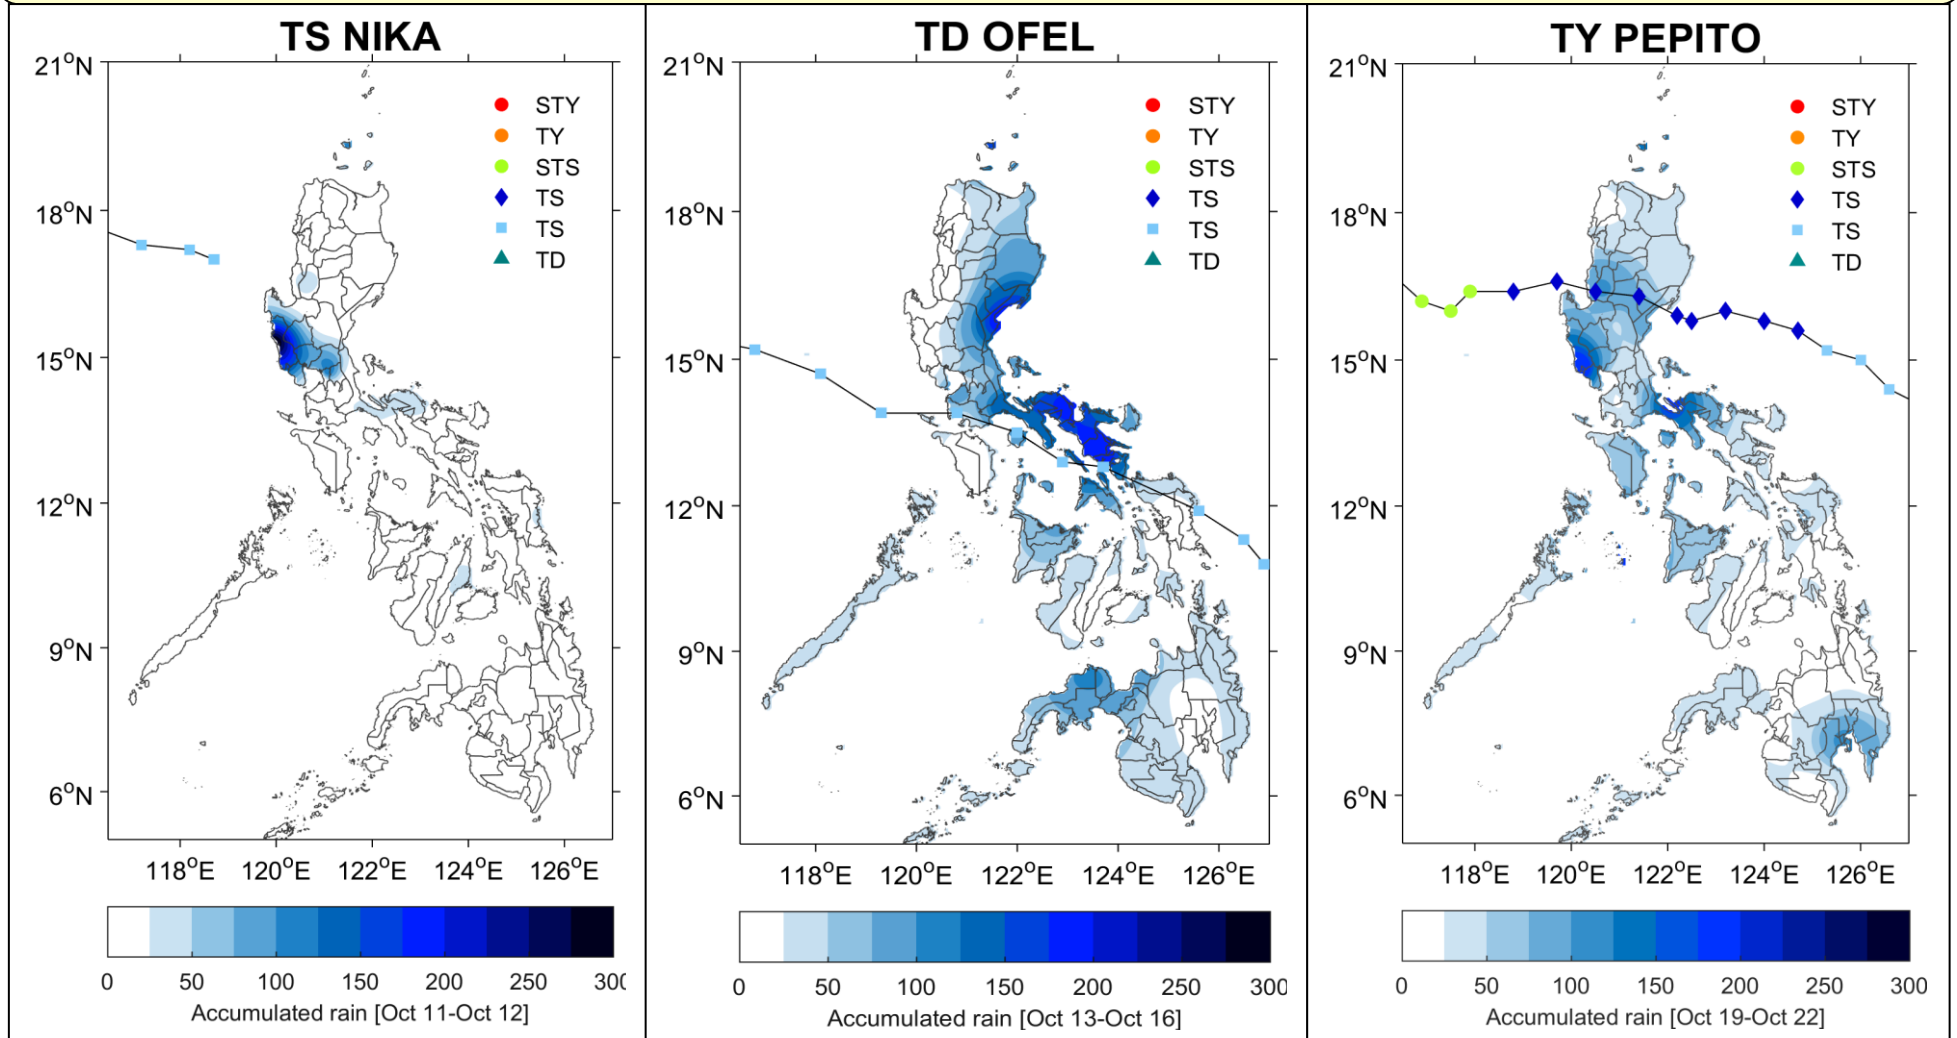 TS NIKA
21°N
18°N
15°N
12°N
9°N
6°N
118°E 120°E 122°E 124°E 126°E
STY
TY
STS
TS
TS
TD
0 50 100 150 200 250 300
Accumulated rain [Oct 11-Oct 12]
TD OFEL
21°N
18°N
15°N
12°N
9°N
6°N
118°E 120°E 122°E 124°E 126°E
STY
TY
STS
TS
TS
TD
0 50 100 150 200 250 300
Accumulated rain [Oct 13-Oct 16]
TY PEPITO
21°N
18°N
15°N
12°N
9°N
6°N
118°E 120°E 122°E 124°E 126°E
STY
TY
STS
TS
TS
TD
0 50 100 150 200 250 300
Accumulated rain [Oct 19-Oct 22]